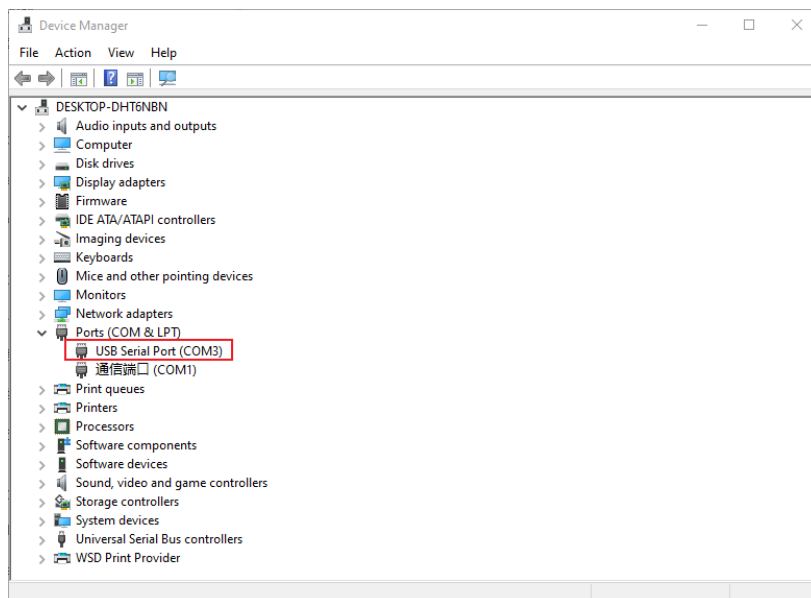 Device Manager
File Action View Help
DESKTOP-DHT6NBN
Audio inputs and outputs
Computer
Disk drives
Display adapters
Firmware
IDE ATA/ATAPI controllers
Imaging devices
Keyboards
Mice and other pointing devices
Monitors
Network adapters
Ports (COM & LPT)
USB Serial Port (COM3)
通信端口 (COM1)
Print queues
Printers
Processors
Software components
Software devices
Sound, video and game controllers
Storage controllers
System devices
Universal Serial Bus controllers
WSD Print Provider